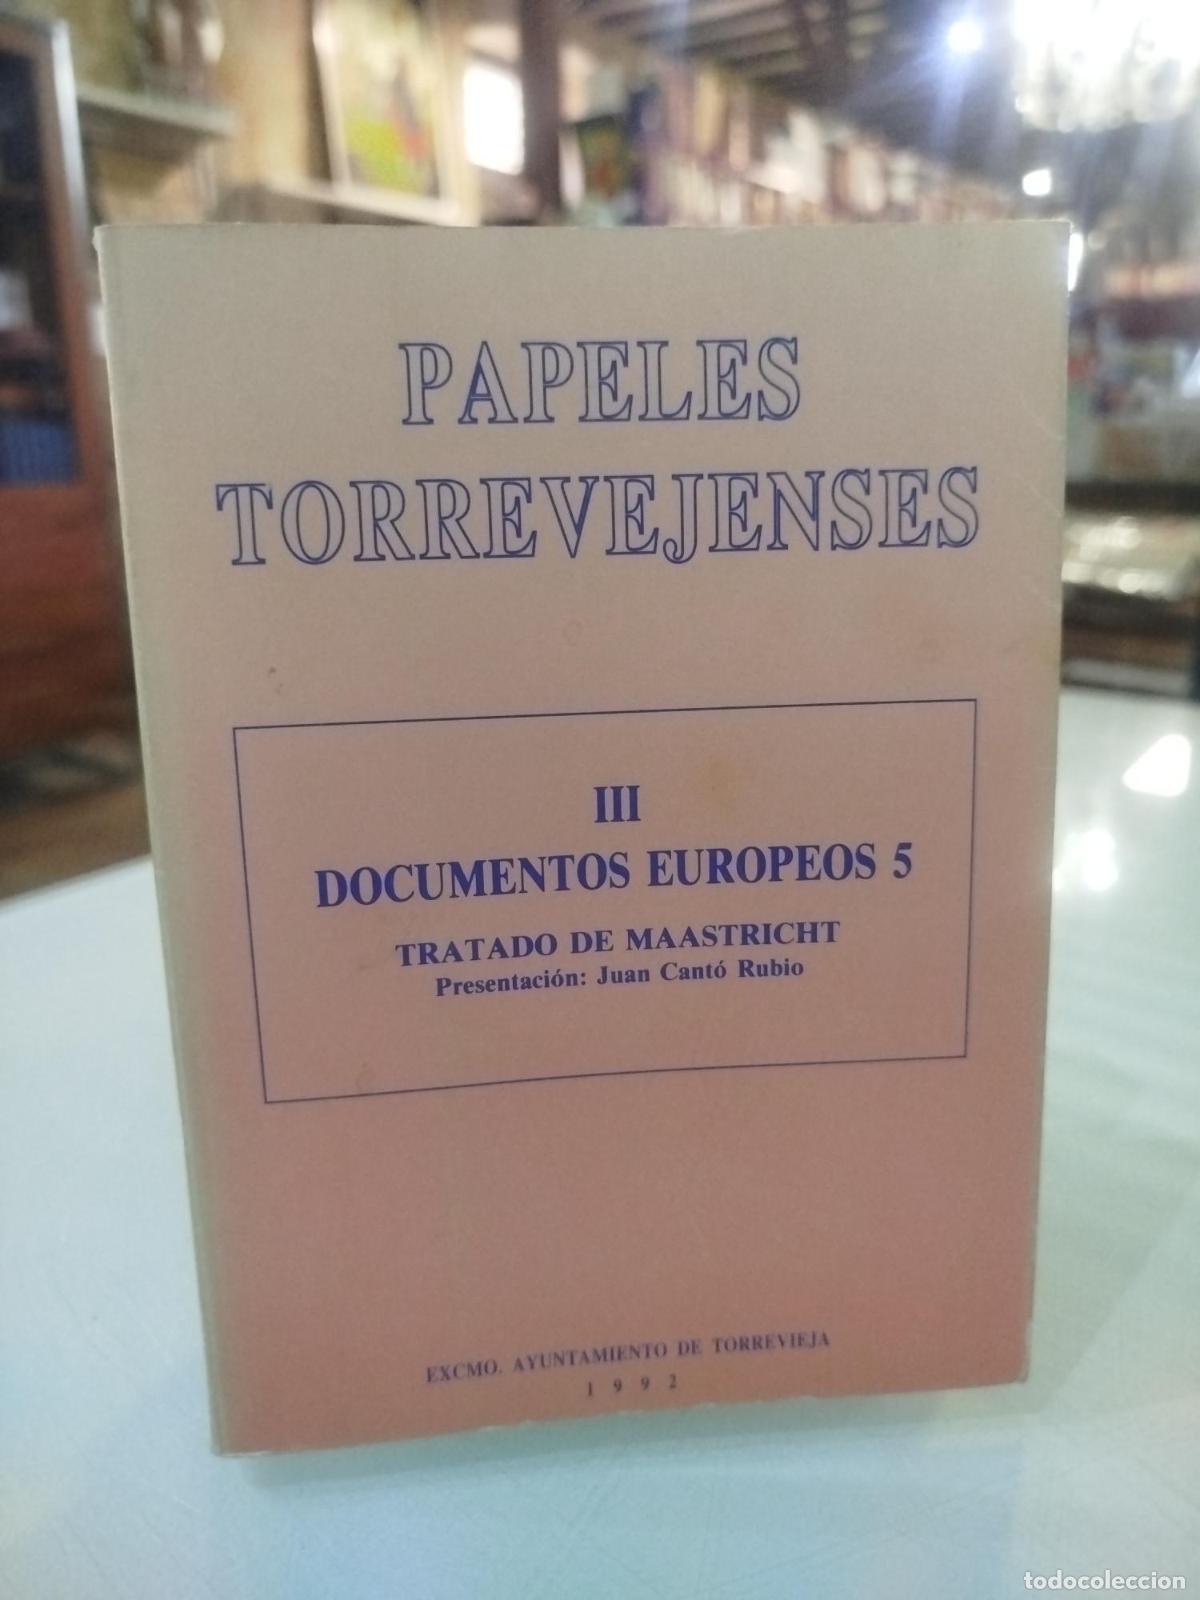 PAPELES
TORREVEJENSES
III
DOCUMENTOS EUROPEOS 5
TRATADO DE MAASTRICHT
Presentación: Juan Cantó Rubio
EXCMO. AYUNTAMIENTO DE TORREVIEJA
1992
todocoleccion